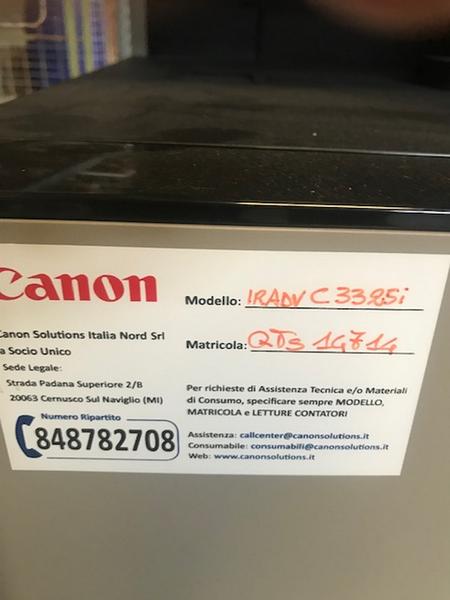 Canon
Modello: IRADV C 3325i
Canon Solutions Italia Nord Srl
a Socio Unico
Matricola: QTS 14714
Sede Legale:
Strada Padana Superiore 2/B
20063 Cernusco Sul Naviglio (MI)
Per richieste di Assistenza Tecnica e/o Materiali
di Consumo, specificare sempre MODELLO,
MATRICOLA e LETTURE CONTATORI
Numero Ripartito
848782708
Assistenza: callcenter@canonsolutions.it
Consumabile: consumabili@canonsolutions.it
Web: www.canonsolutions.it